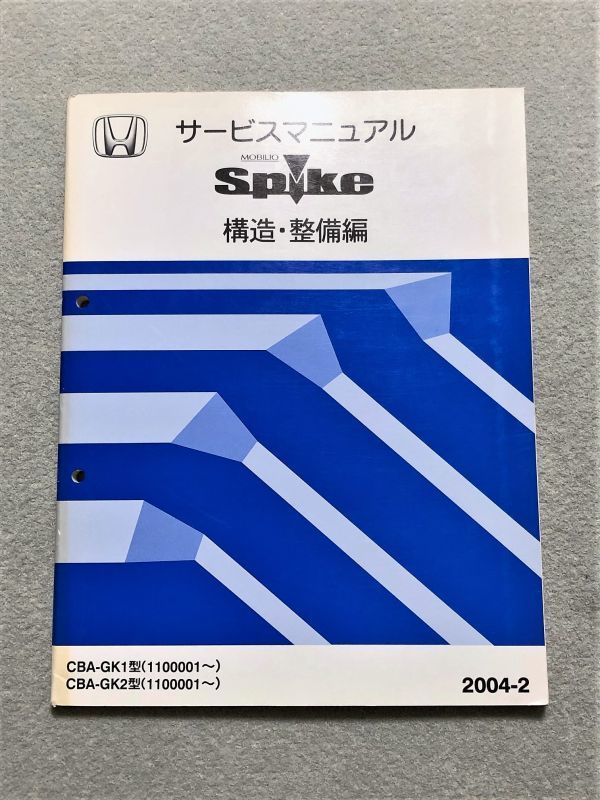 サービスマニュアル
MOBILIO
Spike
構造・整備編
CBA-GK1型(1100001～)
CBA-GK2型(1100001～)
2004-2